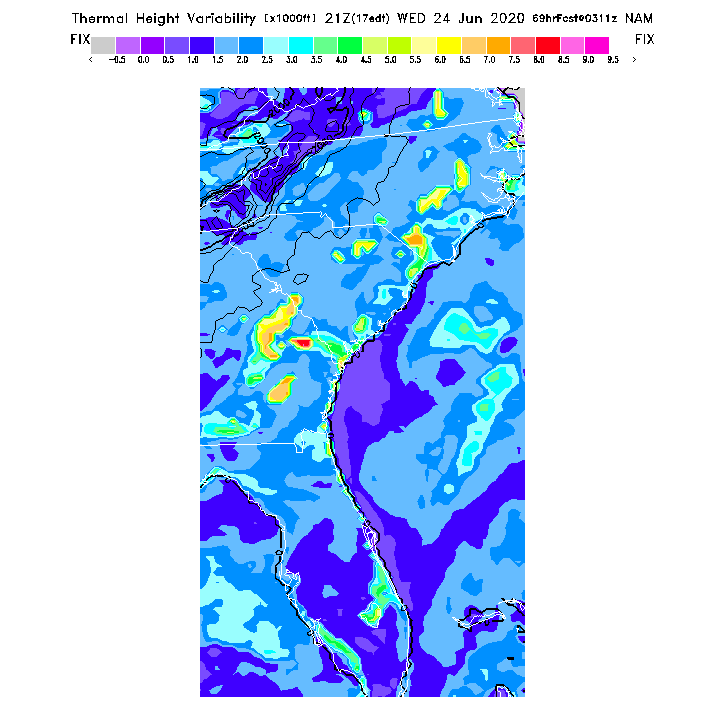 Thermal Height Variability [x1000ft] 21Z(17edt) WED 24 Jun 2020 69hrFcst@0311z NAM
FIX FIX
< -0.5 0.0 0.5 1.0 1.5 2.0 2.5 3.0 3.5 4.0 4.5 5.0 5.5 6.0 6.5 7.0 7.5 8.0 8.5 9.0 9.5 >